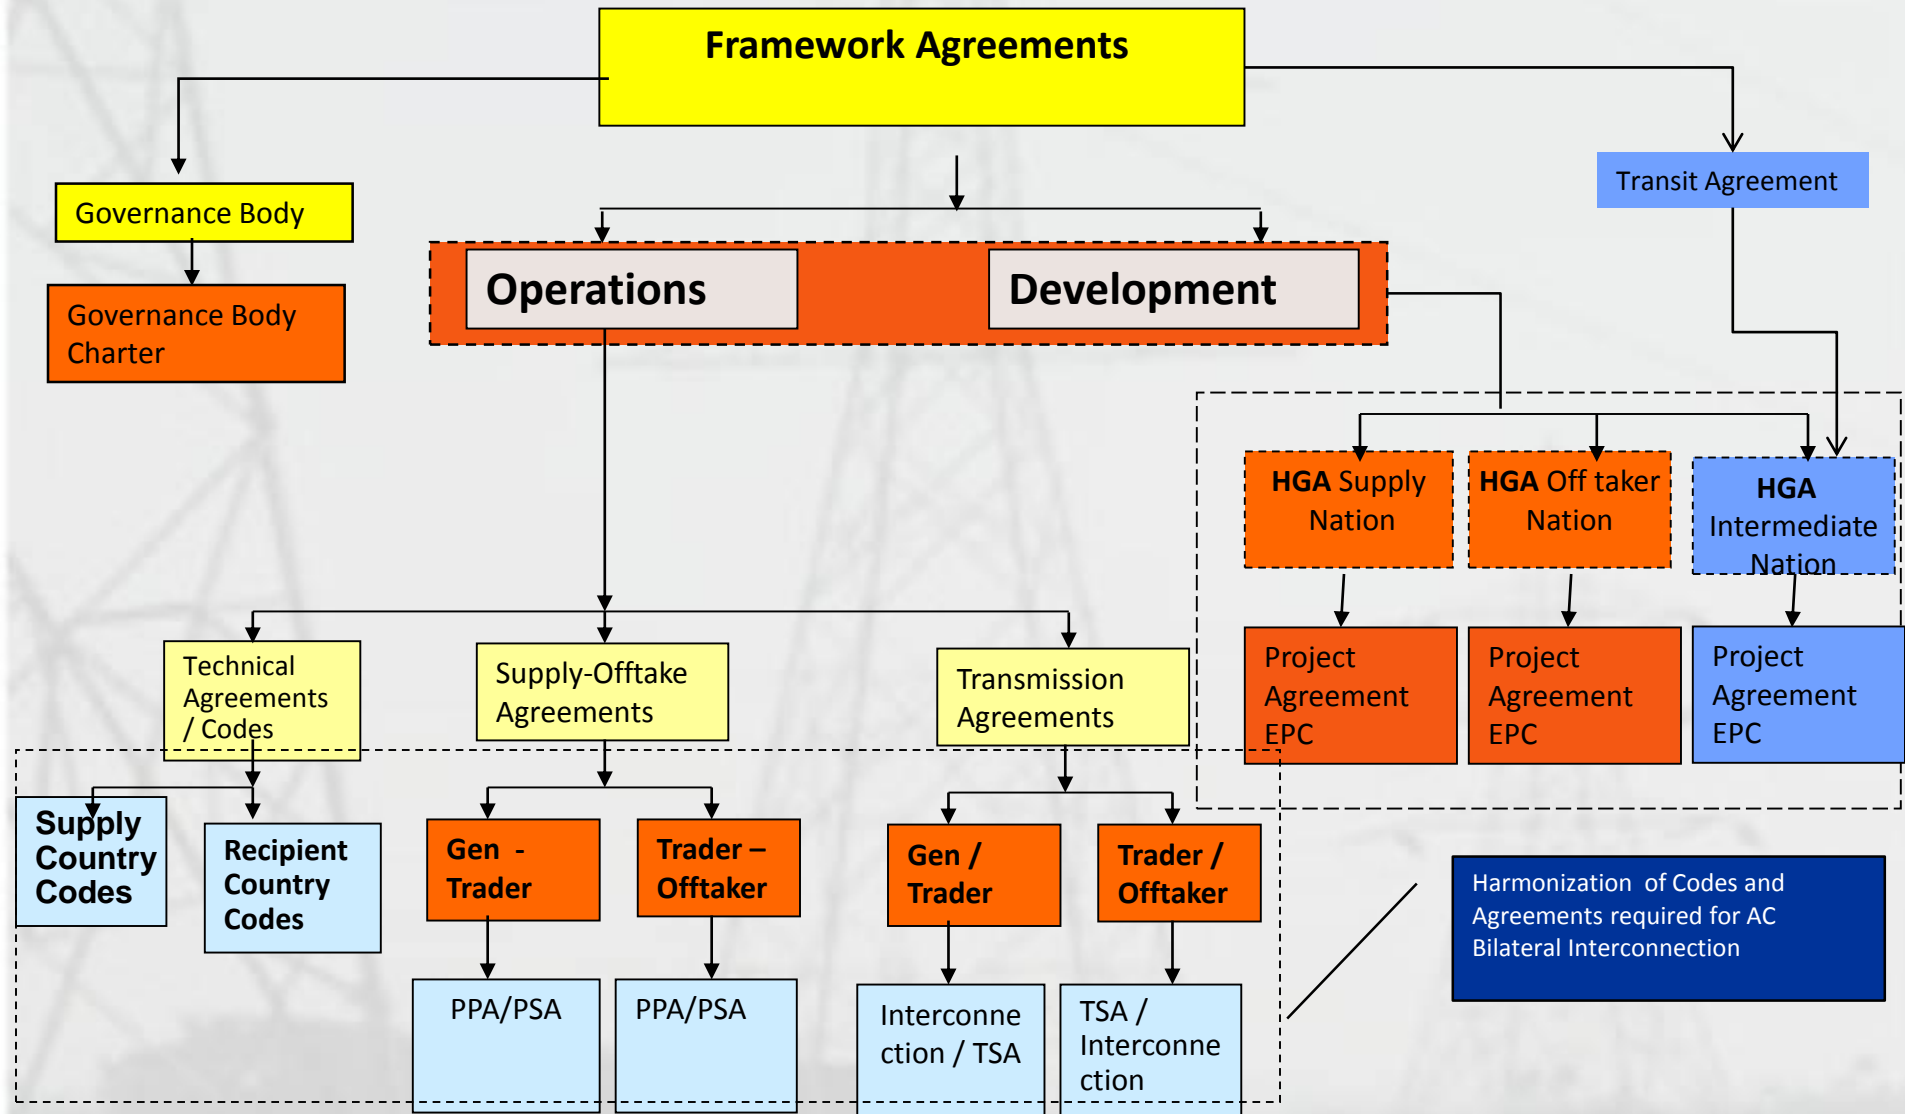 Framework Agreements
Governance Body
Transit Agreement
Governance Body
Charter
Operations
Development
HGA Supply
Nation
HGA Off taker
Nation
HGA
Intermediate
Nation
Technical
Agreements
/ Codes
Supply-Offtake
Agreements
Transmission
Agreements
Project
Agreement
EPC
Project
Agreement
EPC
Project
Agreement
EPC
Supply
Country
Codes
Recipient
Country
Codes
Gen -
Trader
Trader –
Offtaker
Gen /
Trader
Trader /
Offtaker
Harmonization of Codes and
Agreements required for AC
Bilateral Interconnection
PPA/PSA
PPA/PSA
Interconne
ction / TSA
TSA /
Interconne
ction